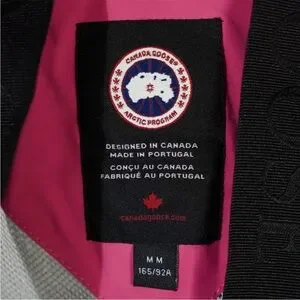 CANADA GOOSE
ARCTIC PROGRAM
DESIGNED IN CANADA
MADE IN PORTUGAL
CONÇU AU CANADA
FABRIQUÉ AU PORTUGAL
canadagoose.com
M M
165/92A